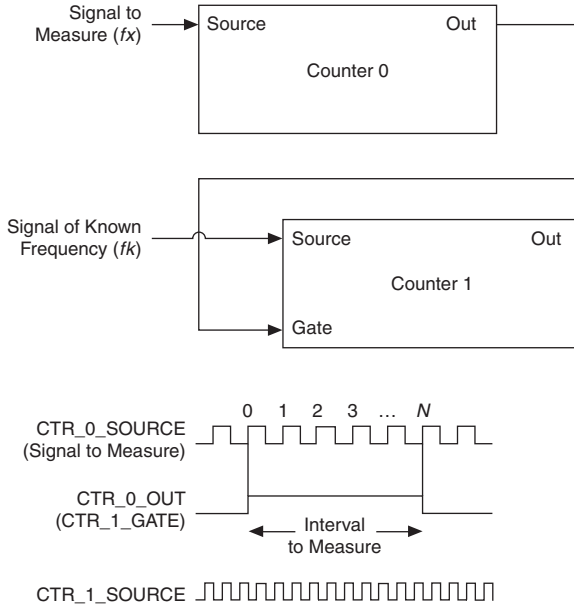 Signal to
Measure (fx)
Source
Out
Counter 0
Signal of Known
Frequency (fk)
Source
Out
Counter 1
Gate
0 1 2 3 … N
CTR_0_SOURCE
(Signal to Measure)
CTR_0_OUT
(CTR_1_GATE)
Interval
to Measure
CTR_1_SOURCE